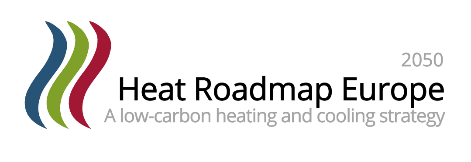 2050
Heat Roadmap Europe
A low-carbon heating and cooling strategy